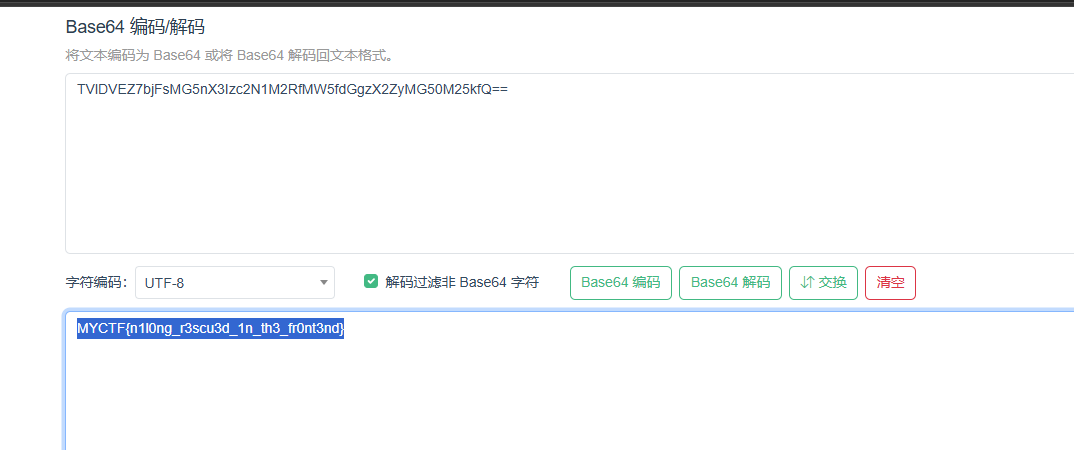 Base64 编码/解码
将文本编码为 Base64 或将 Base64 解码回文本格式。
TVlDVEZ7bjFsMG5nX3Izc2N1M2RfMW5fdGgzX2ZyMG50M25kfQ==
字符编码: UTF-8 解码过滤非 Base64 字符 Base64 编码 Base64 解码 交换 清空
MYCTF{n1l0ng_r3scu3d_1n_th3_fr0nt3nd}